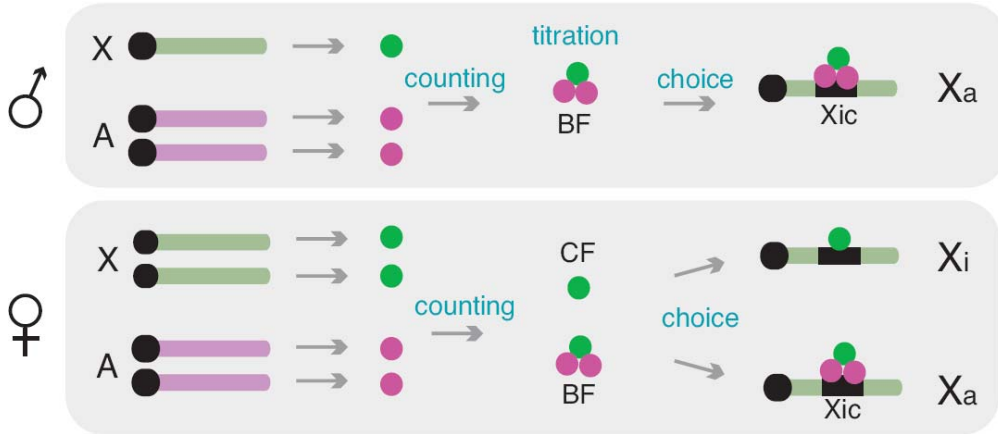 X
A
counting
titration
BF
choice
Xic
Xa
X
A
counting
CF
BF
choice
Xi
Xic
Xa